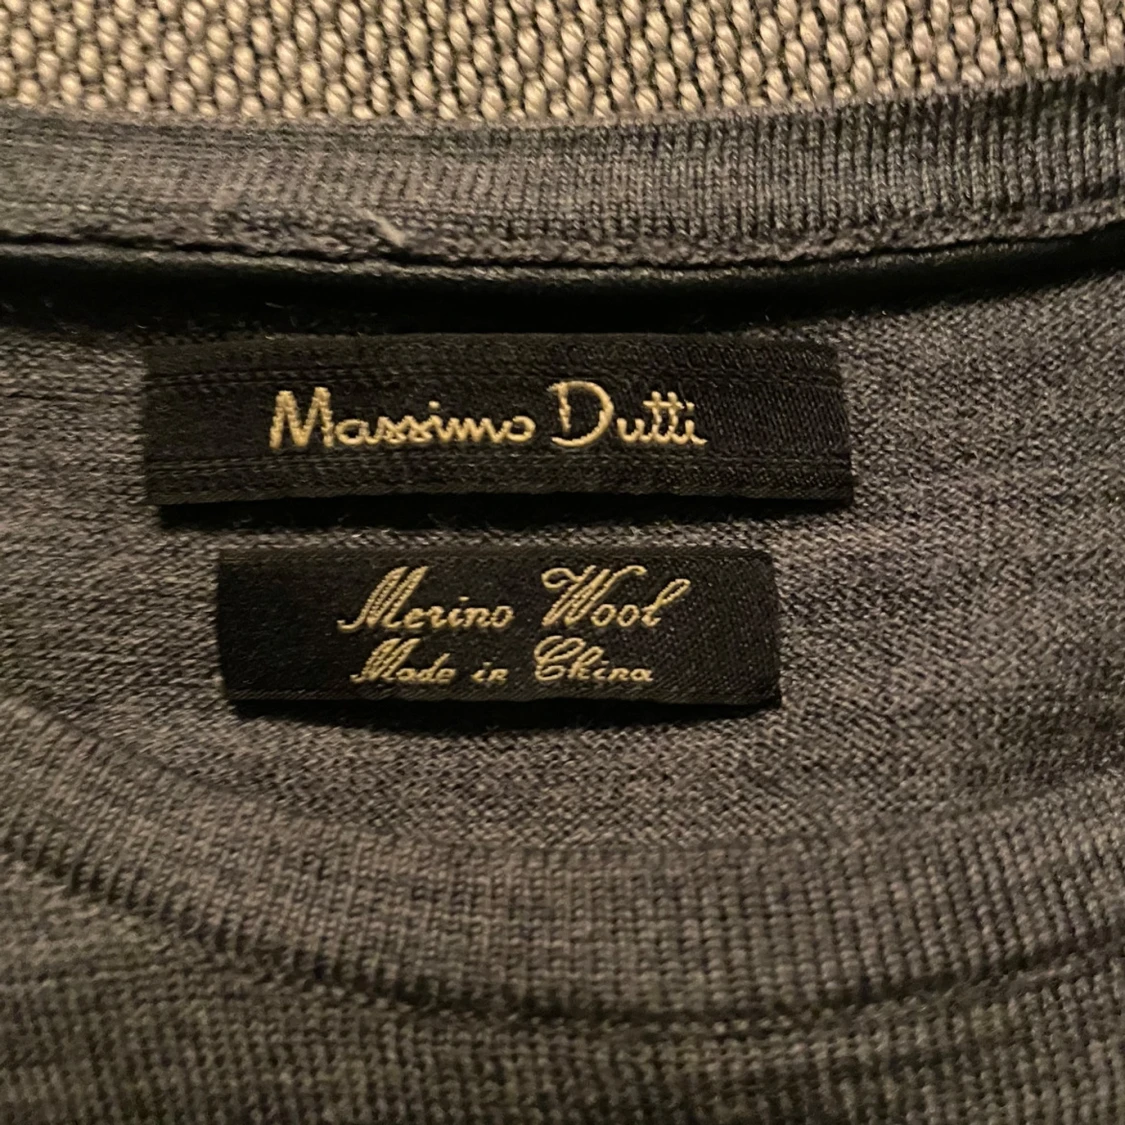 Massimo Dutti
Merino Wool
Made in China